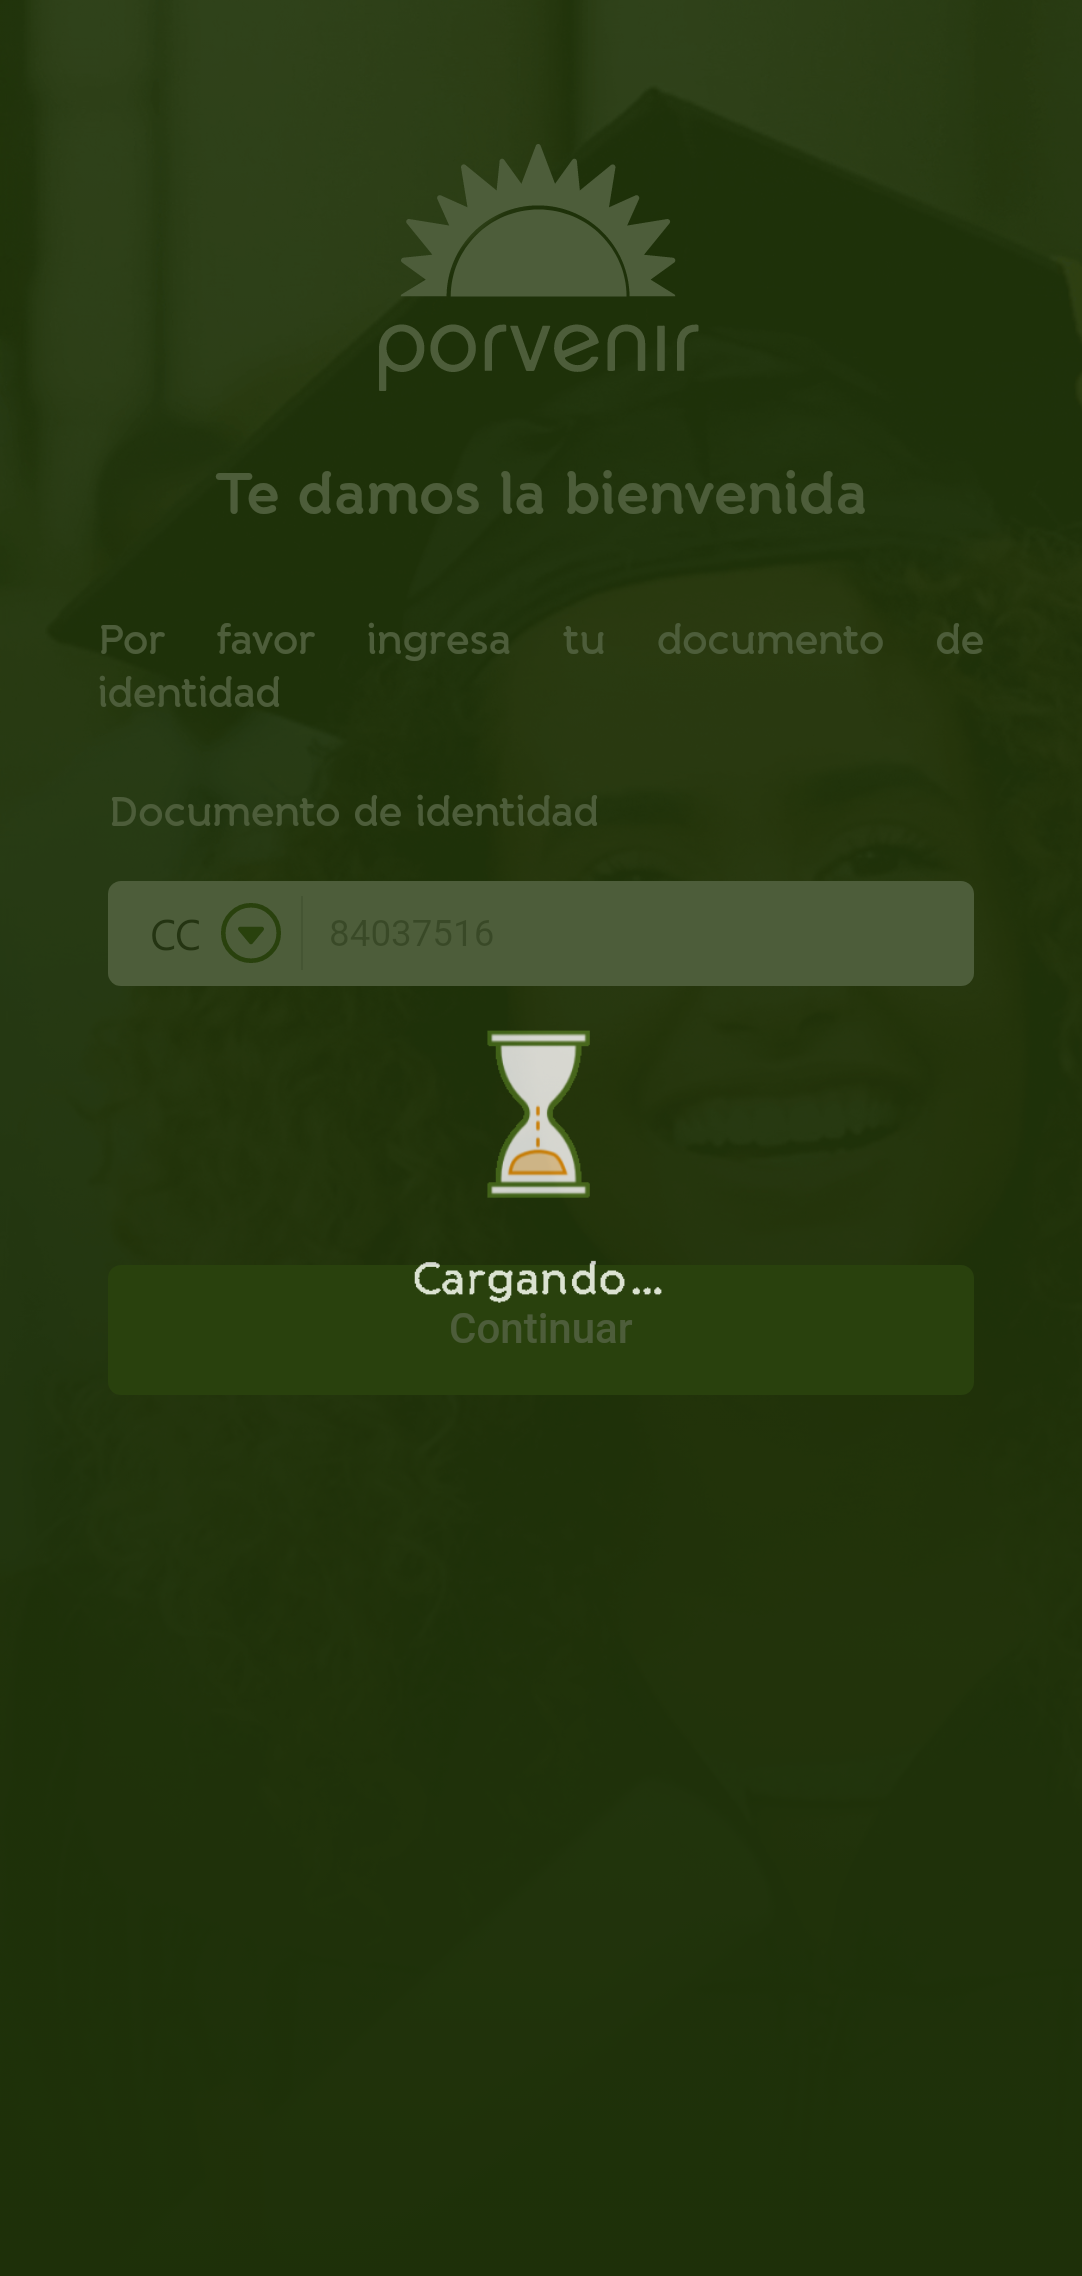 porvenir
Te damos la bienvenida
Por favor ingresa tu documento de
identidad
Documento de identidad
CC 84037516
Cargando...
Continuar